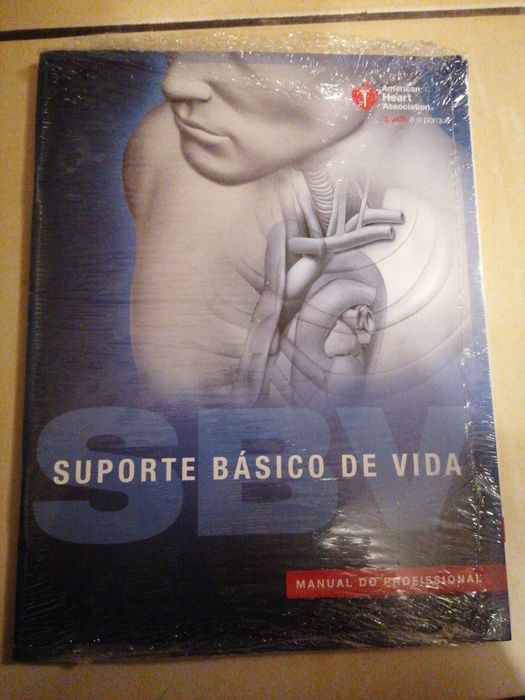 American
Heart
Association
a vida é o porquê
SBV
SUPORTE BÁSICO DE VIDA
MANUAL DO PROFISSIONAL